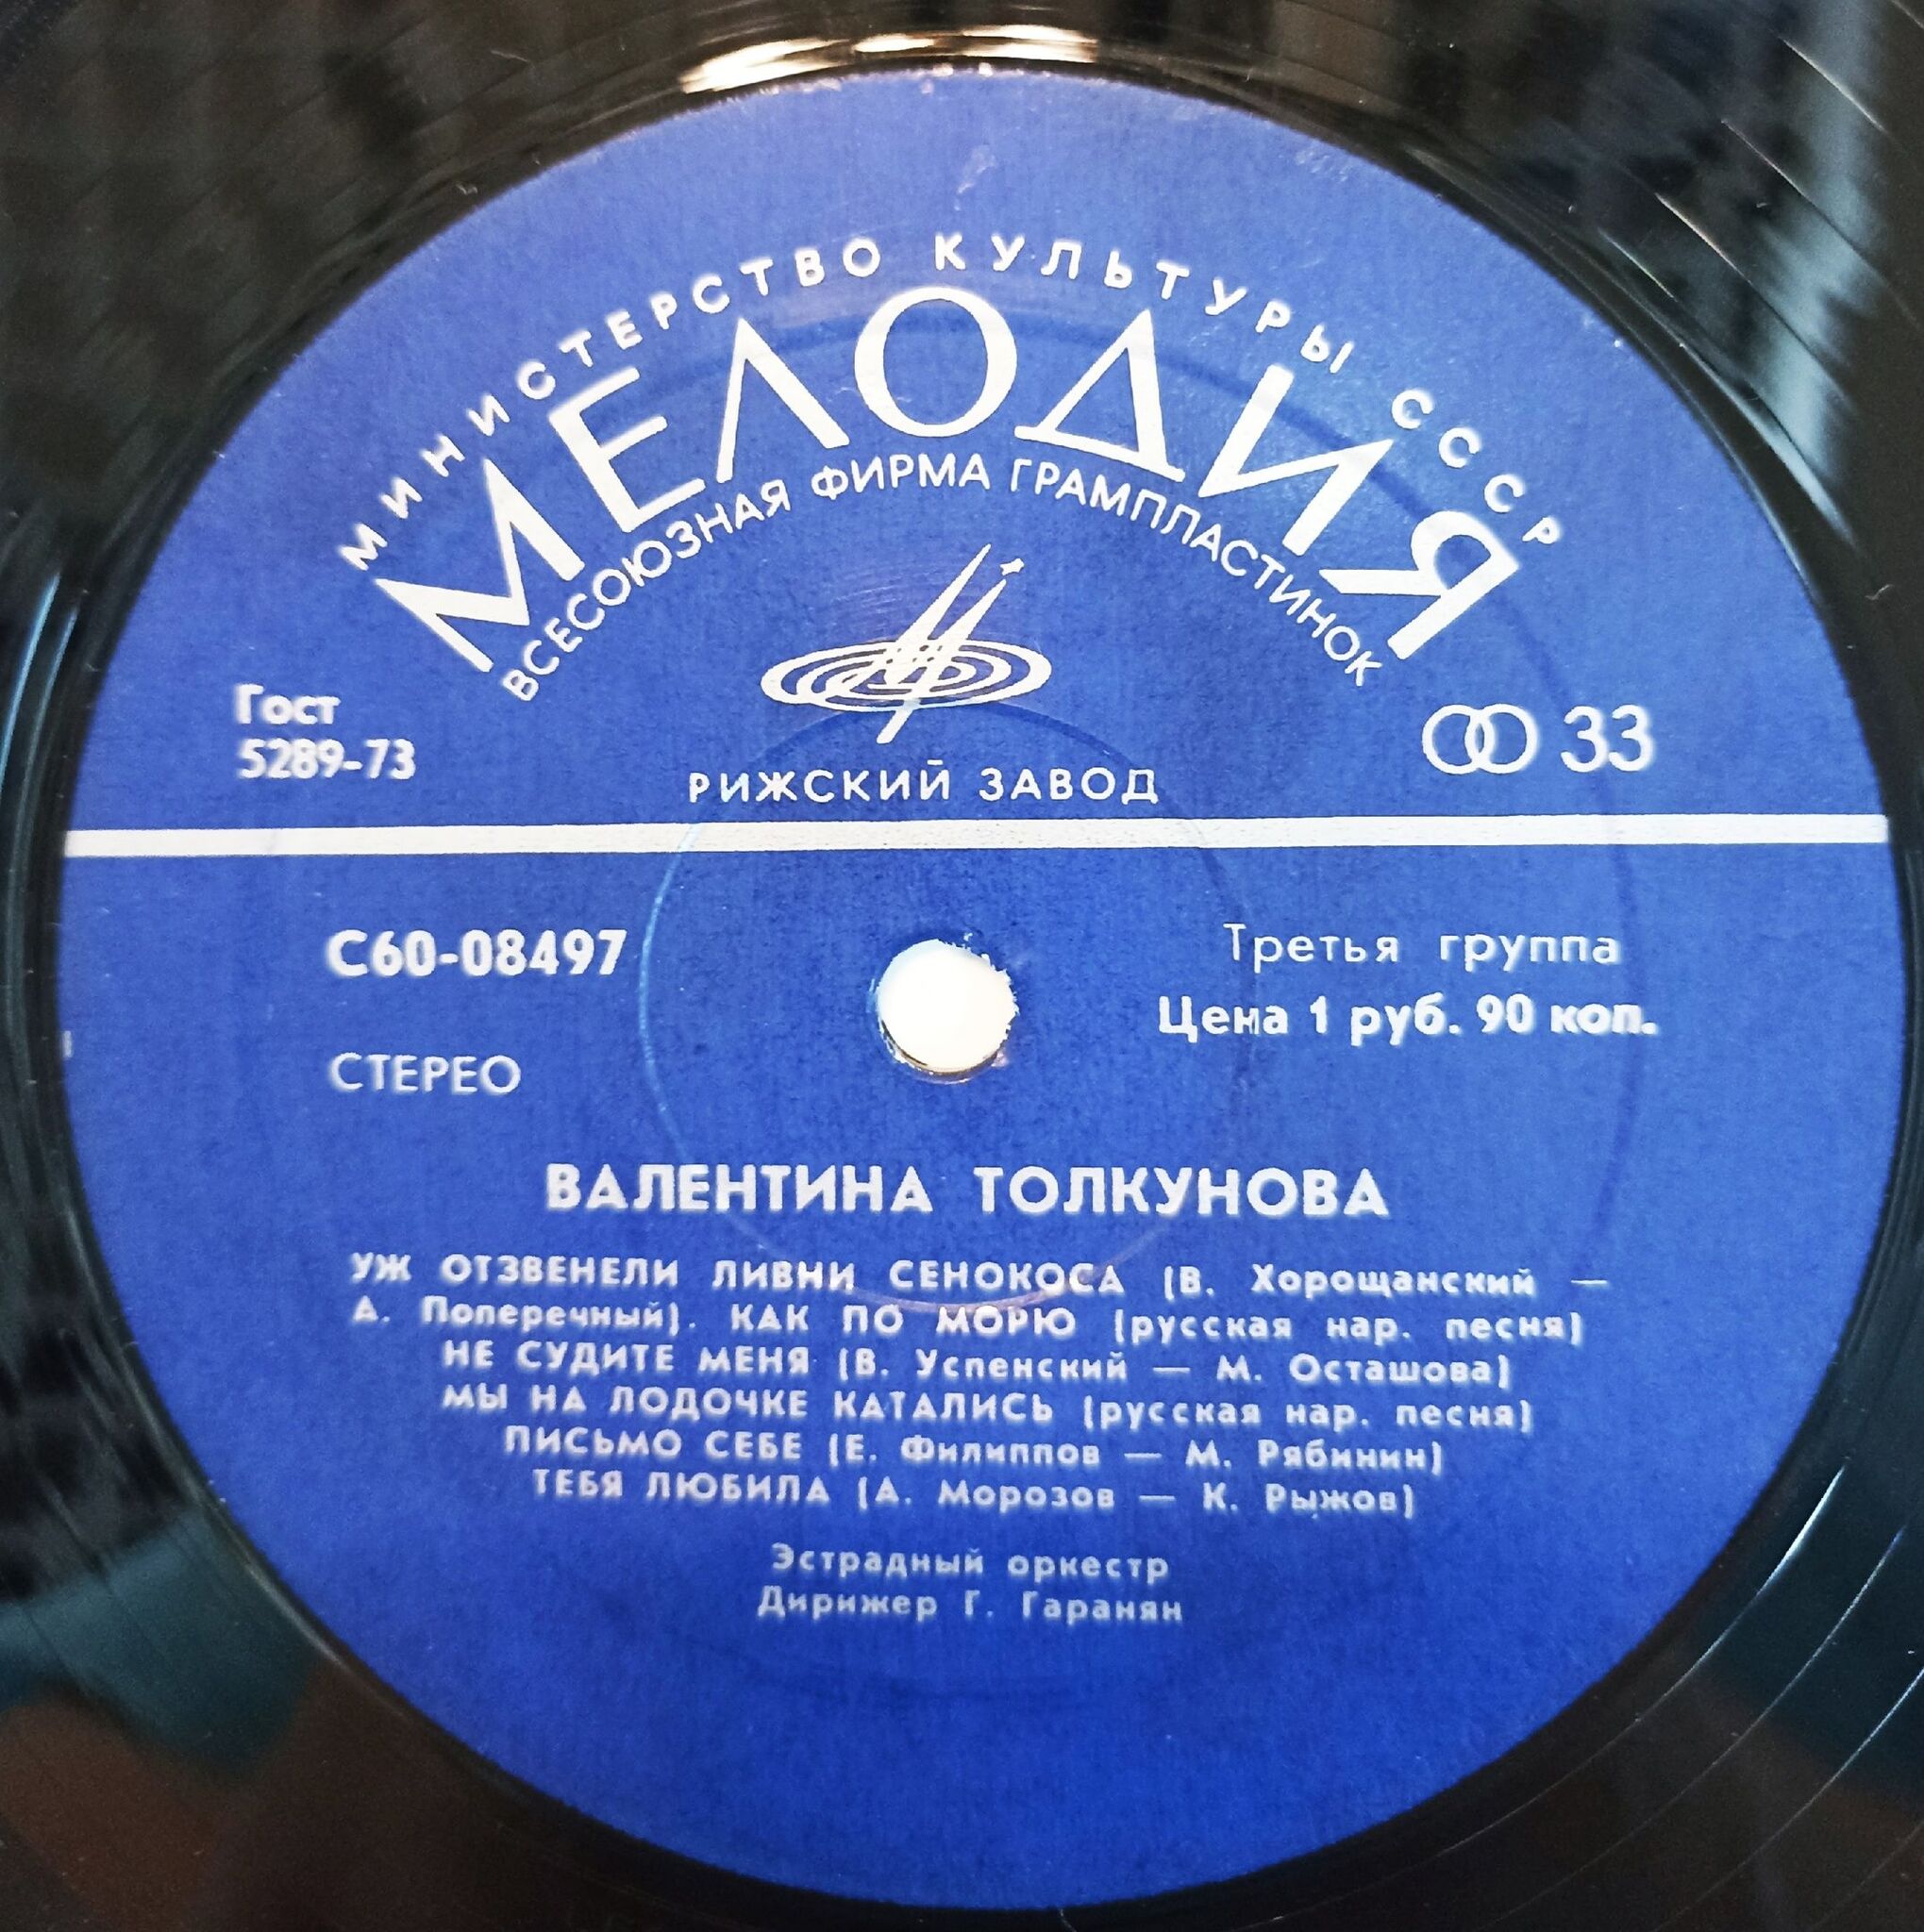 МИНИСТЕРСТВО КУЛЬТУРЫ СССР
МЕЛОДИЯ
ВСЕСОЮЗНАЯ ФИРМА ГРАМПЛАСТИНОК
Гост
5289-73
33
РИЖСКИЙ ЗАВОД
С60-08497
Третья группа
Цена 1 руб. 90 коп.
СТЕРЕО
ВАЛЕНТИНА ТОЛКУНОВА
УЖ ОТЗВЕНЕЛИ ЛИВНИ СЕНОКОСА (В. Хорощанский —
А. Поперечный). КАК ПО МОРЮ (русская нар. песня)
НЕ СУДИТЕ МЕНЯ (В. Успенский — М. Осташова)
МЫ НА ЛОДОЧКЕ КАТАЛИСЬ (русская нар. песня)
ПИСЬМО СЕБЕ (Е. Филиппов — М. Рябинин)
ТЕБЯ ЛЮБИЛА (А. Морозов — К. Рыжов)
Эстрадный оркестр
Дирижер Г. Гаранян